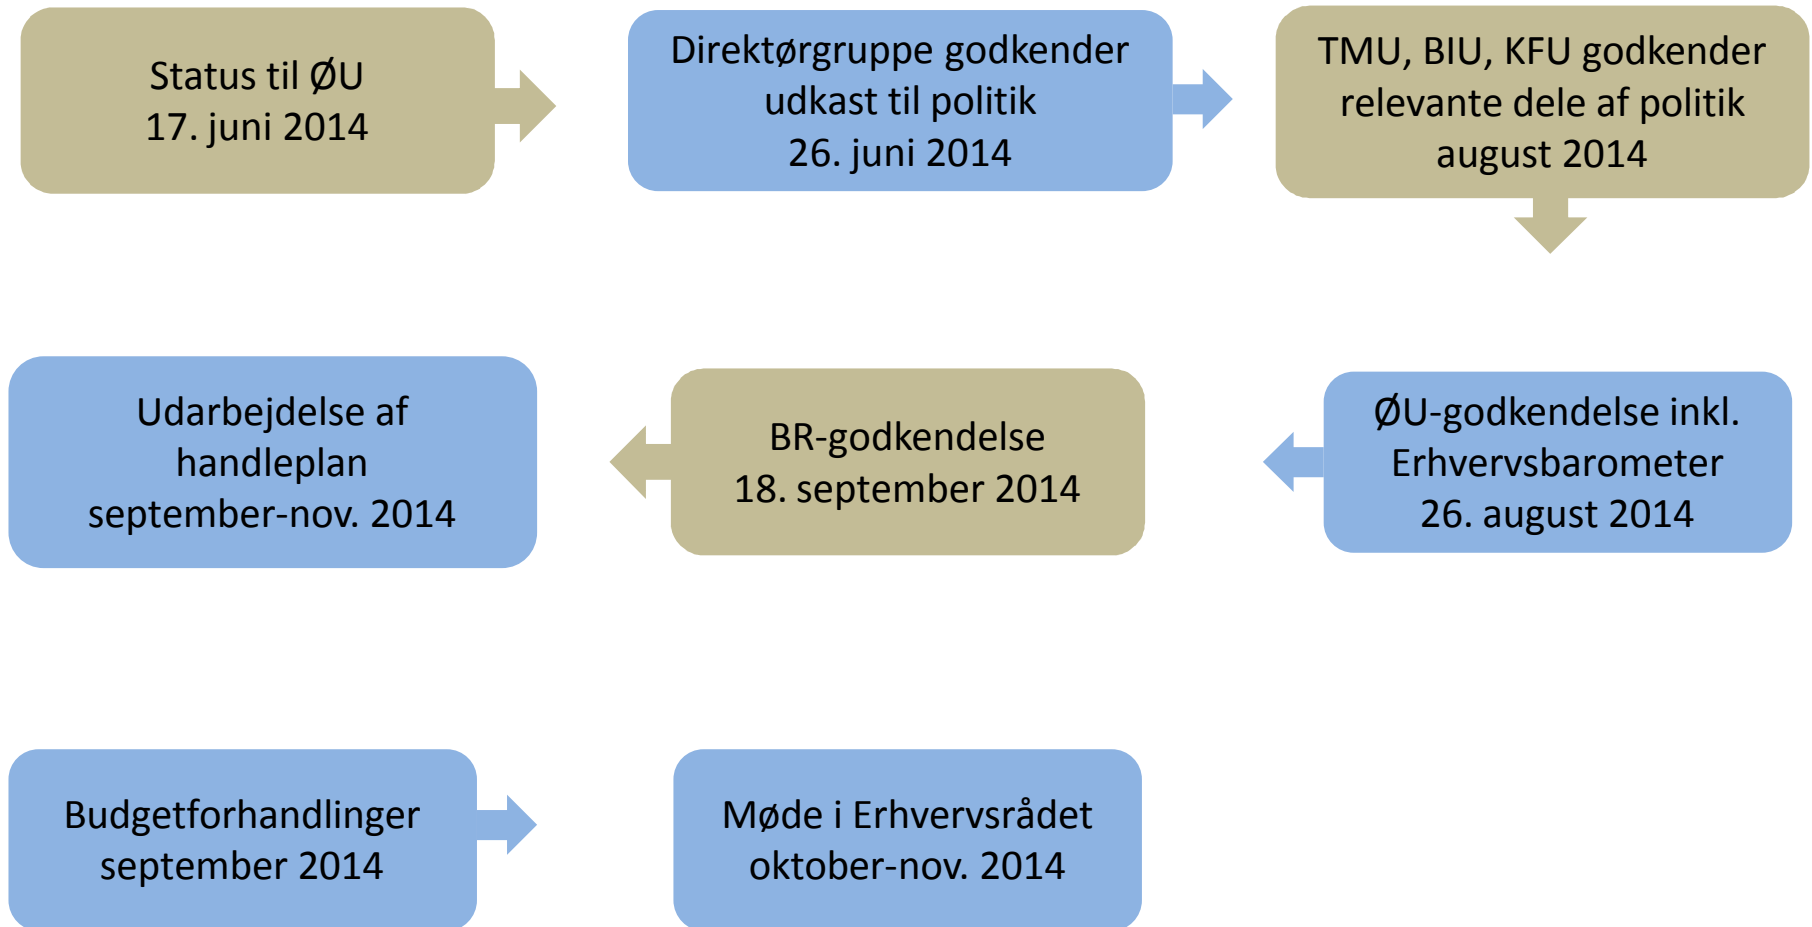 Status til ØU
17. juni 2014
Direktørgruppe godkender
udkast til politik
26. juni 2014
TMU, BIU, KFU godkender
relevante dele af politik
august 2014
ØU-godkendelse inkl.
Erhvervsbarometer
26. august 2014
BR-godkendelse
18. september 2014
Udarbejdelse af
handleplan
september-nov. 2014
Budgetforhandlinger
september 2014
Møde i Erhvervsrådet
oktober-nov. 2014